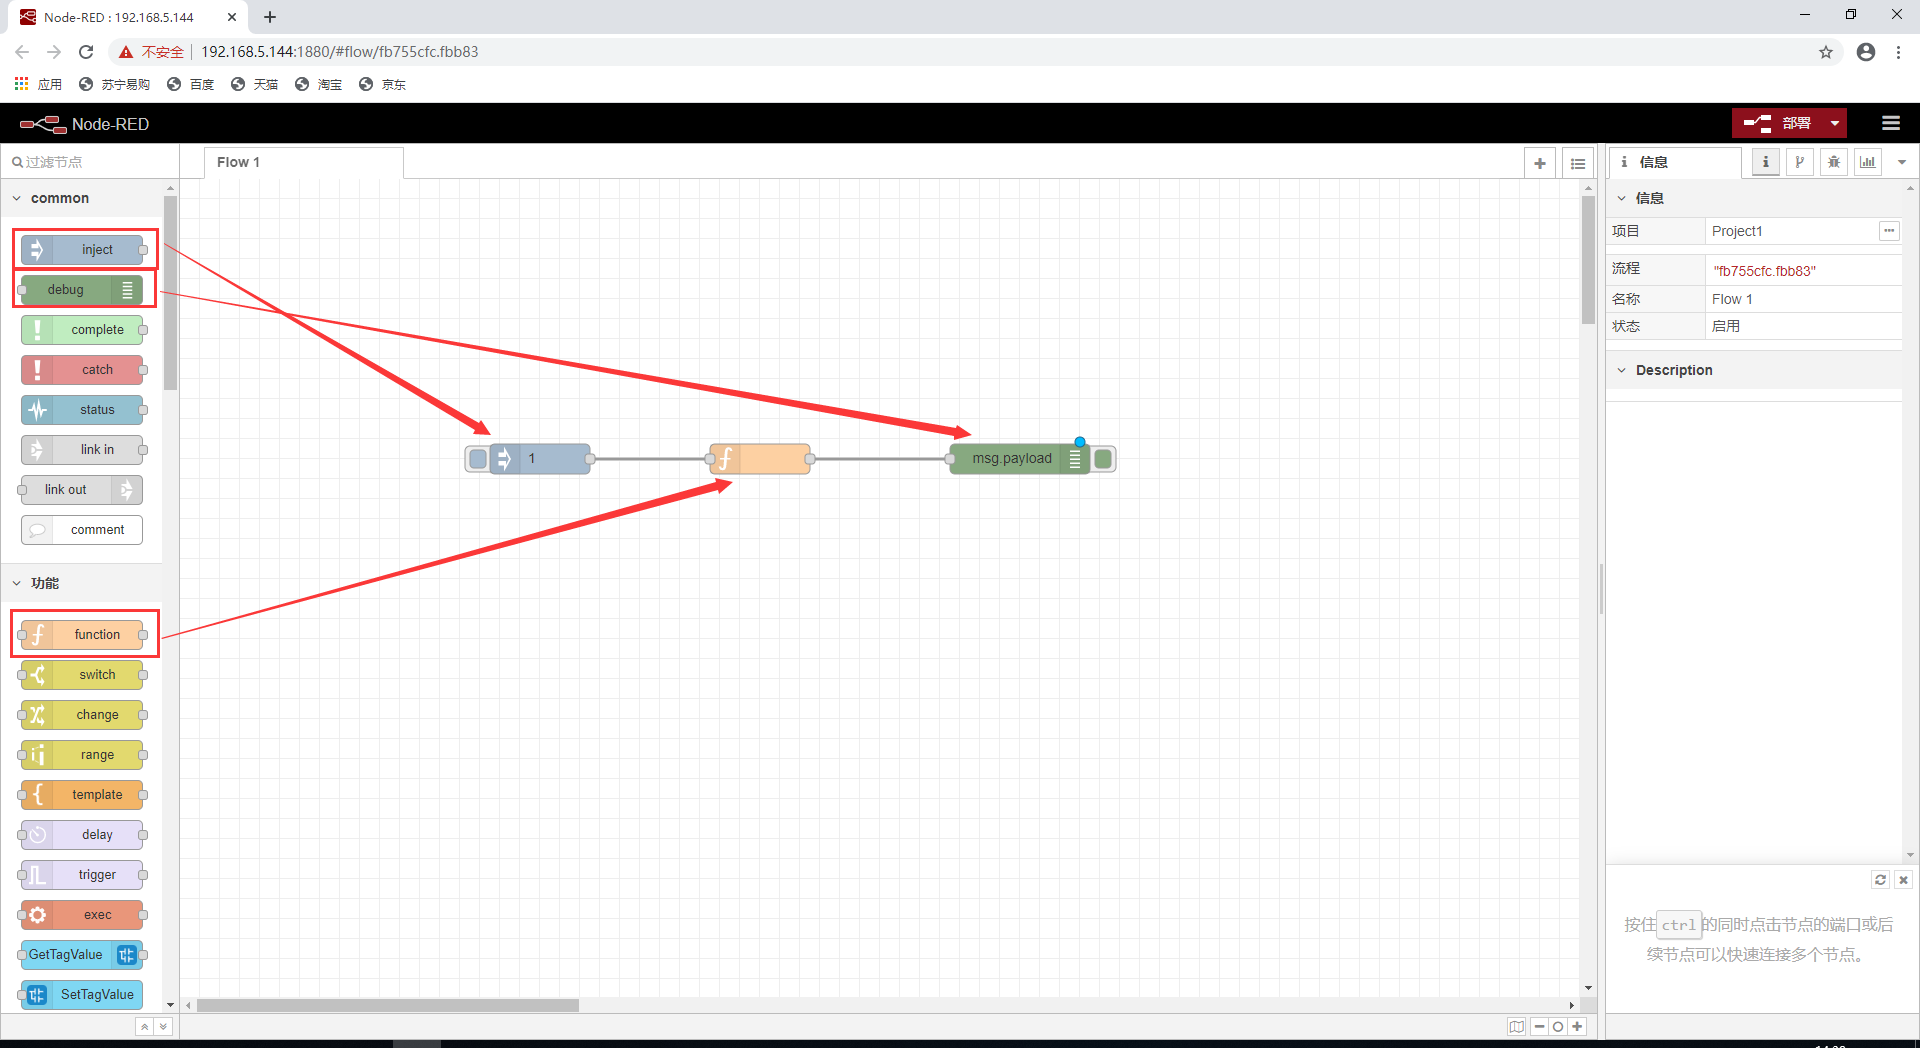 Node-RED : 192.168.5.144
不安全
192.168.5.144:1880/#flow/fb755cfc.fbb83
应用
苏宁易购
百度
天猫
淘宝
京东
Node-RED
部署
过滤节点
Flow 1
信息
common
inject
debug
complete
catch
status
link in
link out
comment
功能
function
switch
change
range
template
delay
trigger
exec
GetTagValue
SetTagValue
1
msg.payload
信息
项目 Project1
流程 "fb755cfc.fbb83"
名称 Flow 1
状态 启用
Description
按住ctrl的同时点击节点的端口或后
续节点可以快速连接多个节点。